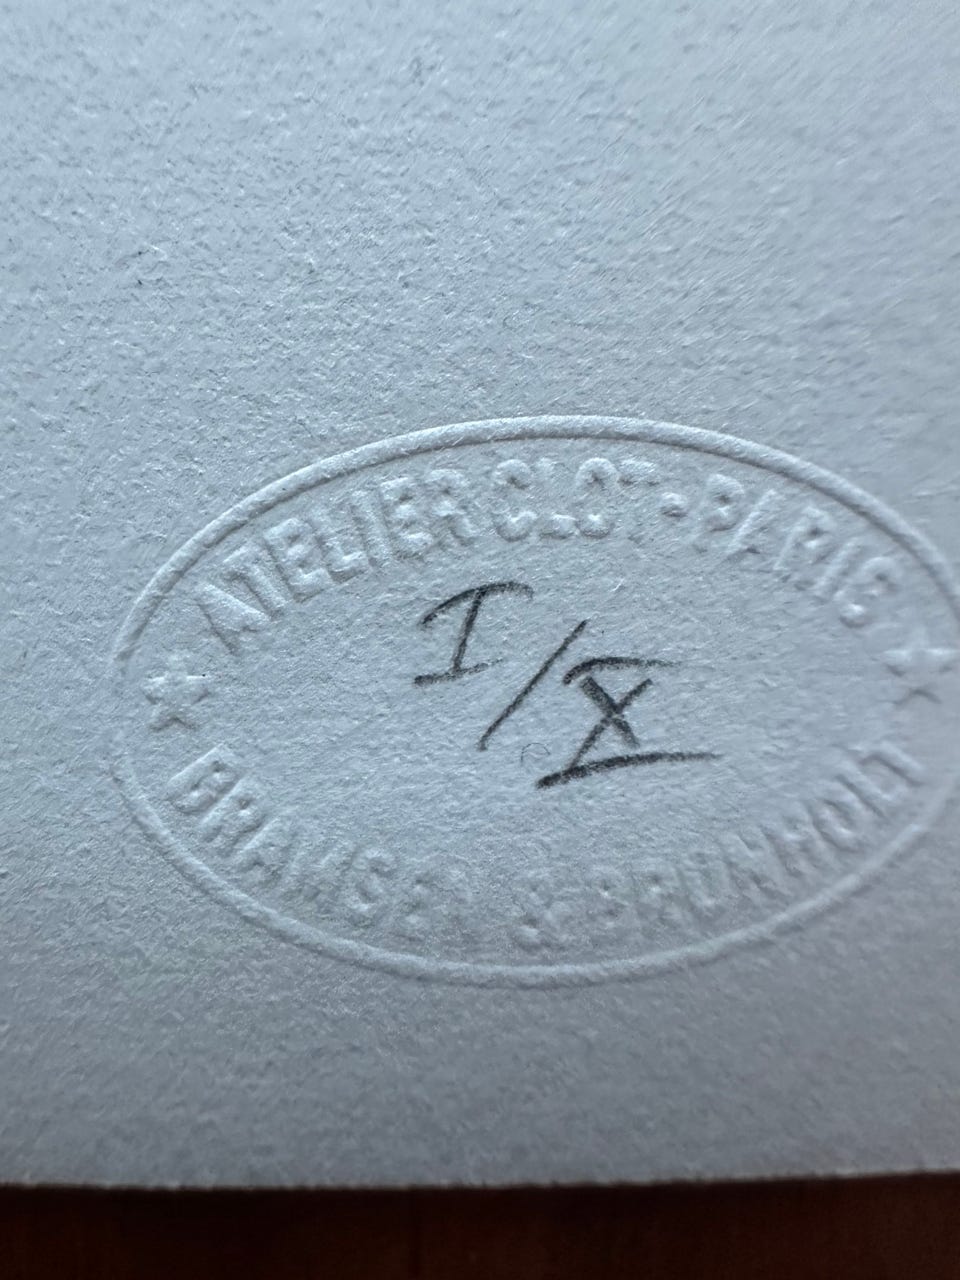 ATELIER CLOT · PARIS
I/X
BRAMSEN & BRUNHOLT